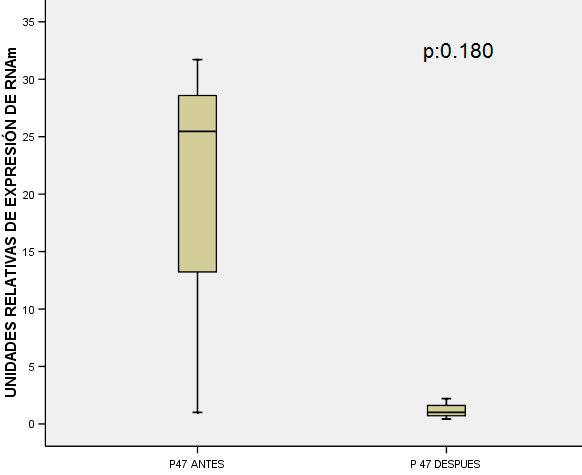 UNIDADES RELATIVAS DE EXPRESIÓN DE RNAm
35
30
25
20
15
10
5
0
p:0.180
P47 ANTES
P 47 DESPUES